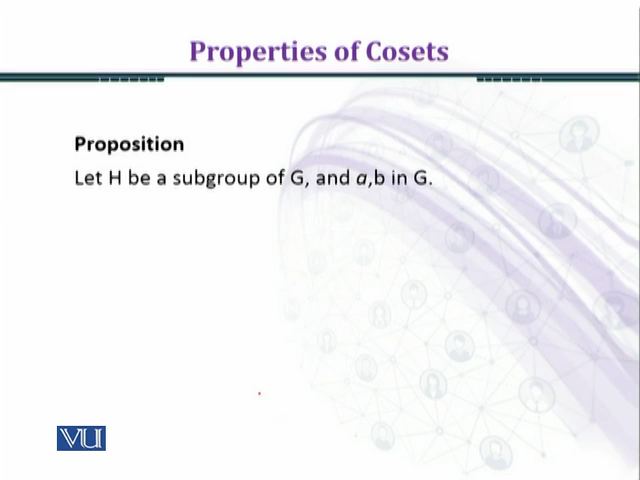 Properties of Cosets
Proposition
Let H be a subgroup of G, and a,b in G.
VU